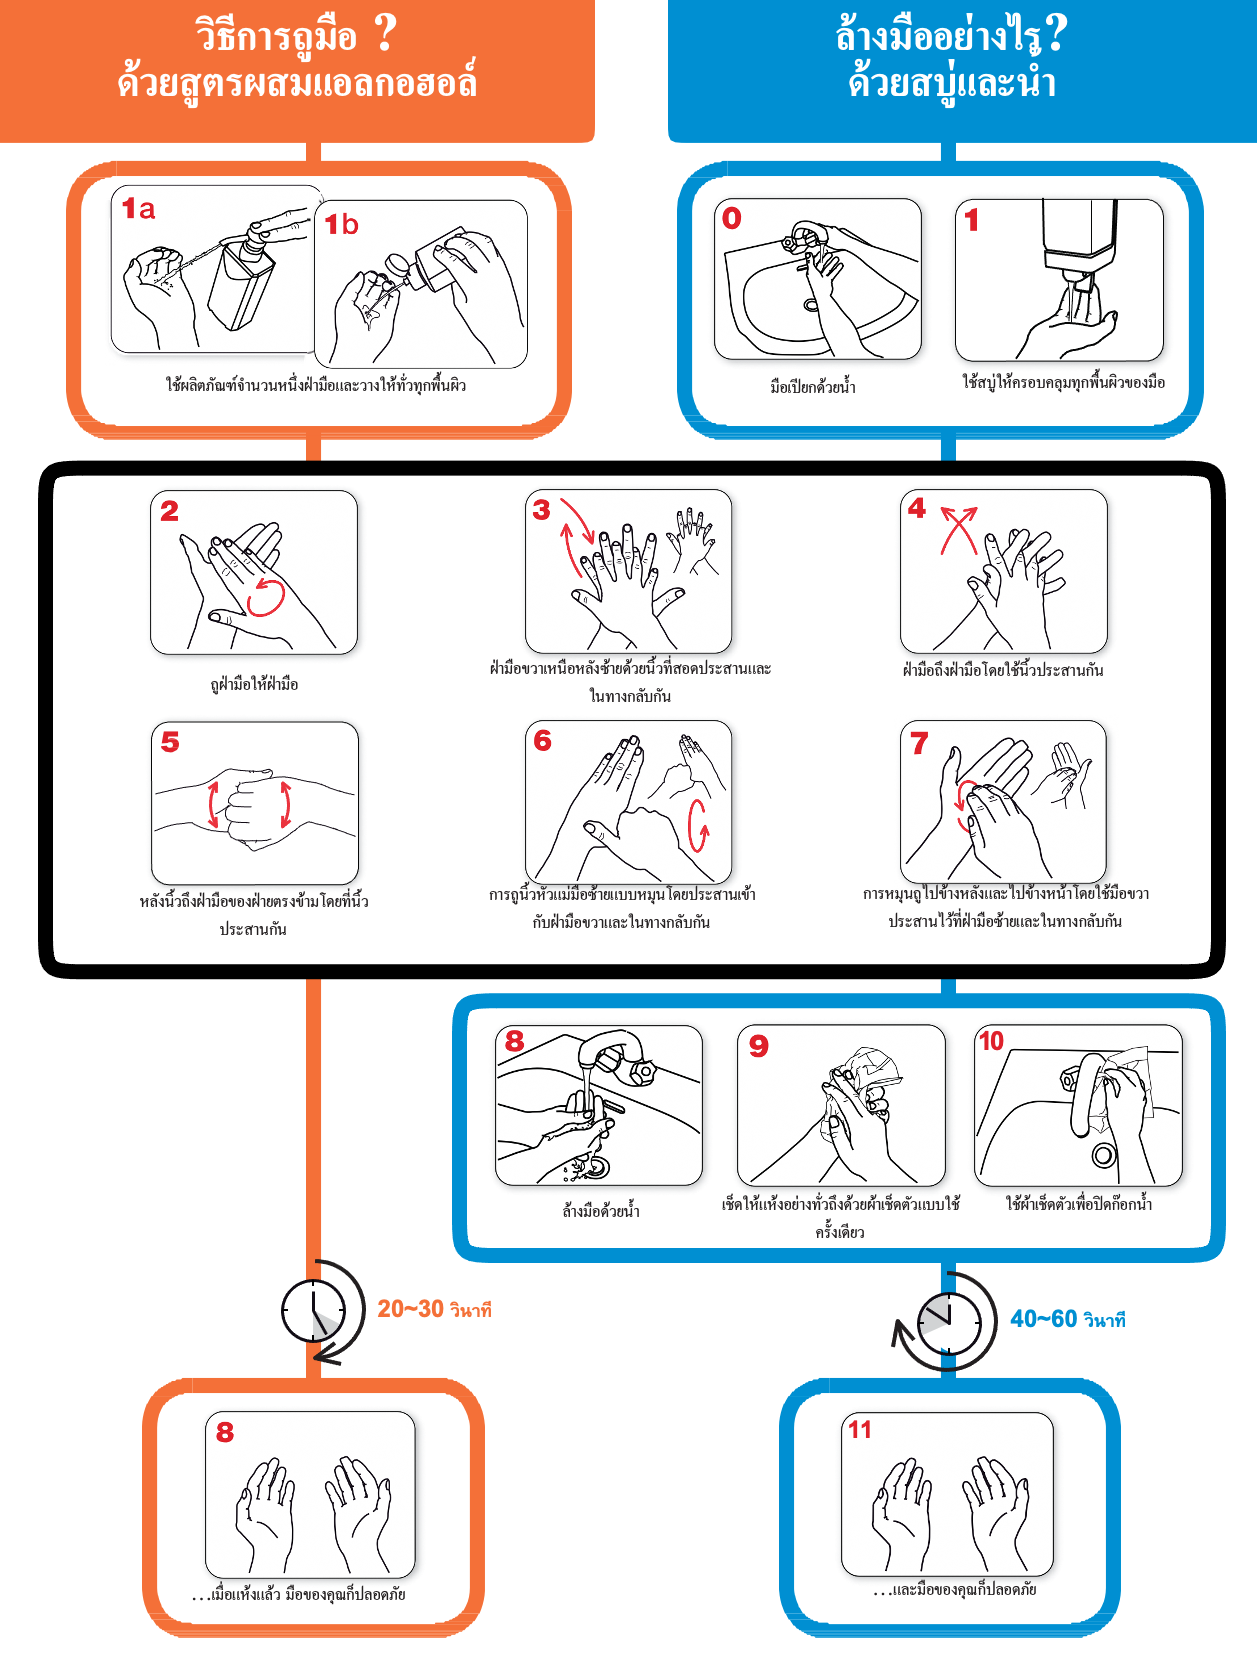 วิธีการถูมือ ?
ด้วยสูตรผสมแอลกอฮอล์
ล้างมืออย่างไร?
ด้วยสบู่และน้ำ
1a
1b
ใช้ผลิตภัณฑ์จำนวนหนึ่งฝ่ามือและวางให้ทั่วทุกพื้นผิว
0
มือเปียกด้วยน้ำ
1
ใช้สบู่ให้ครอบคลุมทุกพื้นผิวของมือ
2
ถูฝ่ามือให้ฝ่ามือ
3
ฝ่ามือขวาเหนือหลังซ้ายด้วยนิ้วที่สอดประสานและ
ในทางกลับกัน
4
ฝ่ามือถึงฝ่ามือโดยใช้นิ้วประสานกัน
5
หลังนิ้วถึงฝ่ามือของฝ่ายตรงข้ามโดยที่นิ้ว
ประสานกัน
6
การถูนิ้วหัวแม่มือซ้ายแบบหมุนโดยประสานเข้า
กับฝ่ามือขวาและในทางกลับกัน
7
การหมุนถูไปข้างหลังและไปข้างหน้าโดยใช้มือขวา
ประสานไว้ที่ฝ่ามือซ้ายและในทางกลับกัน
8
ล้างมือด้วยน้ำ
9
เช็ดให้แห้งอย่างทั่วถึงด้วยผ้าเช็ดตัวแบบใช้
ครั้งเดียว
10
ใช้ผ้าเช็ดตัวเพื่อปิดก๊อกน้ำ
20~30 วินาที
40~60 วินาที
8
...เมื่อแห้งแล้ว มือของคุณก็ปลอดภัย
11
...และมือของคุณก็ปลอดภัย